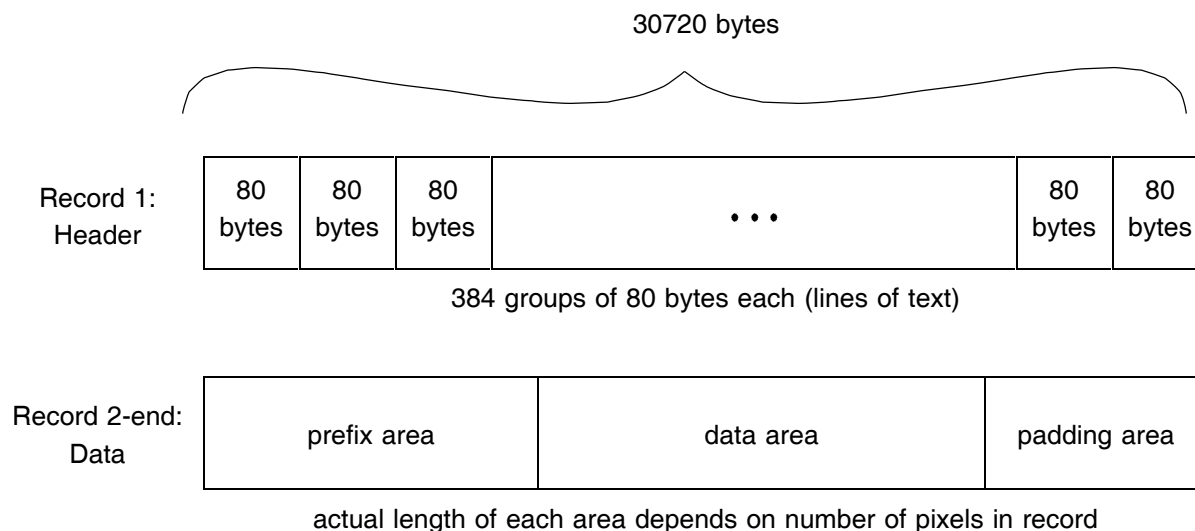 30720 bytes
Record 1:
Header
80
bytes
80
bytes
80
bytes
• • •
80
bytes
80
bytes
384 groups of 80 bytes each (lines of text)
Record 2-end:
Data
prefix area
data area
padding area
actual length of each area depends on number of pixels in record